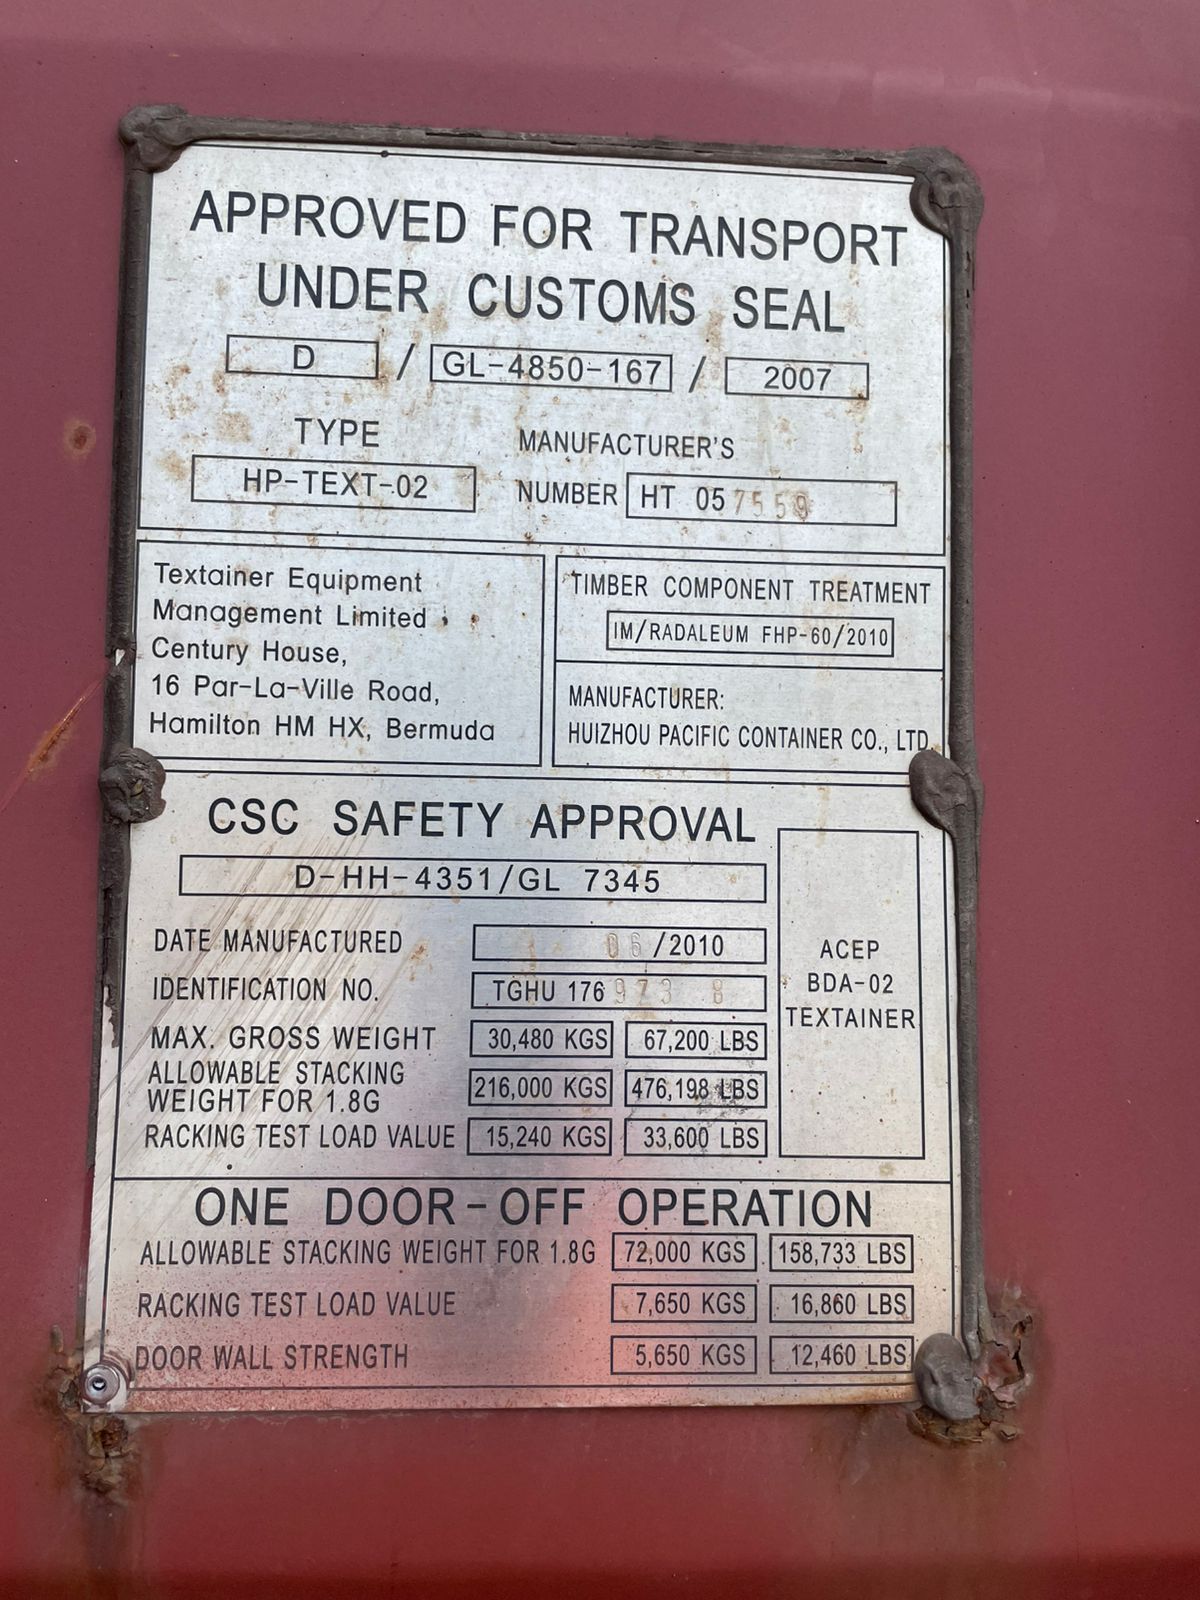 APPROVED FOR TRANSPORT
UNDER CUSTOMS SEAL
D / GL-4850-167 / 2007
TYPE
HP-TEXT-02
MANUFACTURER'S
NUMBER HT 057559
Textainer Equipment
Management Limited
Century House,
16 Par-La-Ville Road,
Hamilton HM HX, Bermuda
TIMBER COMPONENT TREATMENT
IM/RADALEUM FHP-60/2010
MANUFACTURER:
HUIZHOU PACIFIC CONTAINER CO., LTD.
CSC SAFETY APPROVAL
D-HH-4351/GL 7345
DATE MANUFACTURED 06/2010
IDENTIFICATION NO. TGHU 176973 8
MAX. GROSS WEIGHT 30,480 KGS 67,200 LBS
ALLOWABLE STACKING
WEIGHT FOR 1.8G 216,000 KGS 476,198 LBS
RACKING TEST LOAD VALUE 15,240 KGS 33,600 LBS
ACEP
BDA-02
TEXTAINER
ONE DOOR-OFF OPERATION
ALLOWABLE STACKING WEIGHT FOR 1.8G 72,000 KGS 158,733 LBS
RACKING TEST LOAD VALUE 7,650 KGS 16,860 LBS
DOOR WALL STRENGTH 5,650 KGS 12,460 LBS